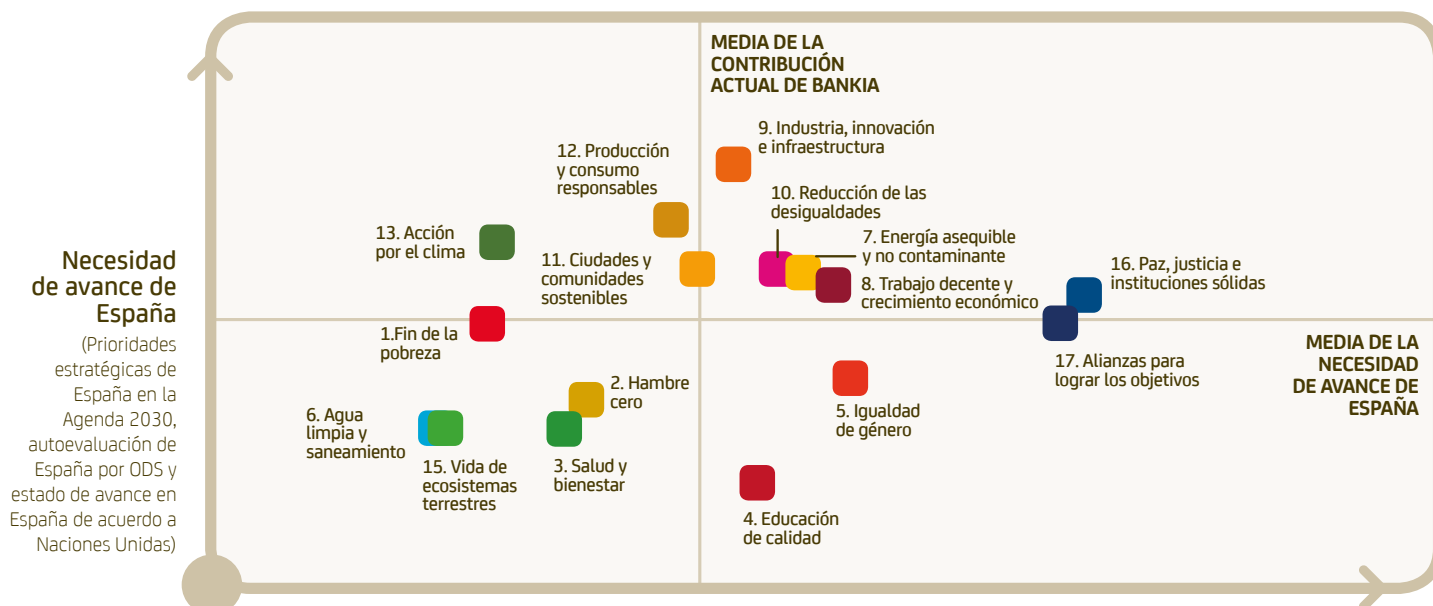 MEDIA DE LA
CONTRIBUCIÓN
ACTUAL DE BANKIA
9. Industria, innovación
e infraestructura
12. Producción
y consumo
responsables
10. Reducción de las
desigualdades
13. Acción
por el clima
7. Energía asequible
y no contaminante
11. Ciudades y
comunidades
sostenibles
8. Trabajo decente y
crecimiento económico
16. Paz, justicia e
instituciones sólidas
Necesidad
de avance de
España
(Prioridades
estratégicas de
España en la
Agenda 2030,
autoevaluación de
España por ODS y
estado de avance en
España de acuerdo a
Naciones Unidas)
1.Fin de la
pobreza
17. Alianzas para
lograr los objetivos
MEDIA DE LA
NECESIDAD
DE AVANCE DE
ESPAÑA
2. Hambre
cero
5. Igualdad
de género
6. Agua
limpia y
saneamiento
15. Vida de
ecosistemas
terrestres
3. Salud y
bienestar
4. Educación
de calidad